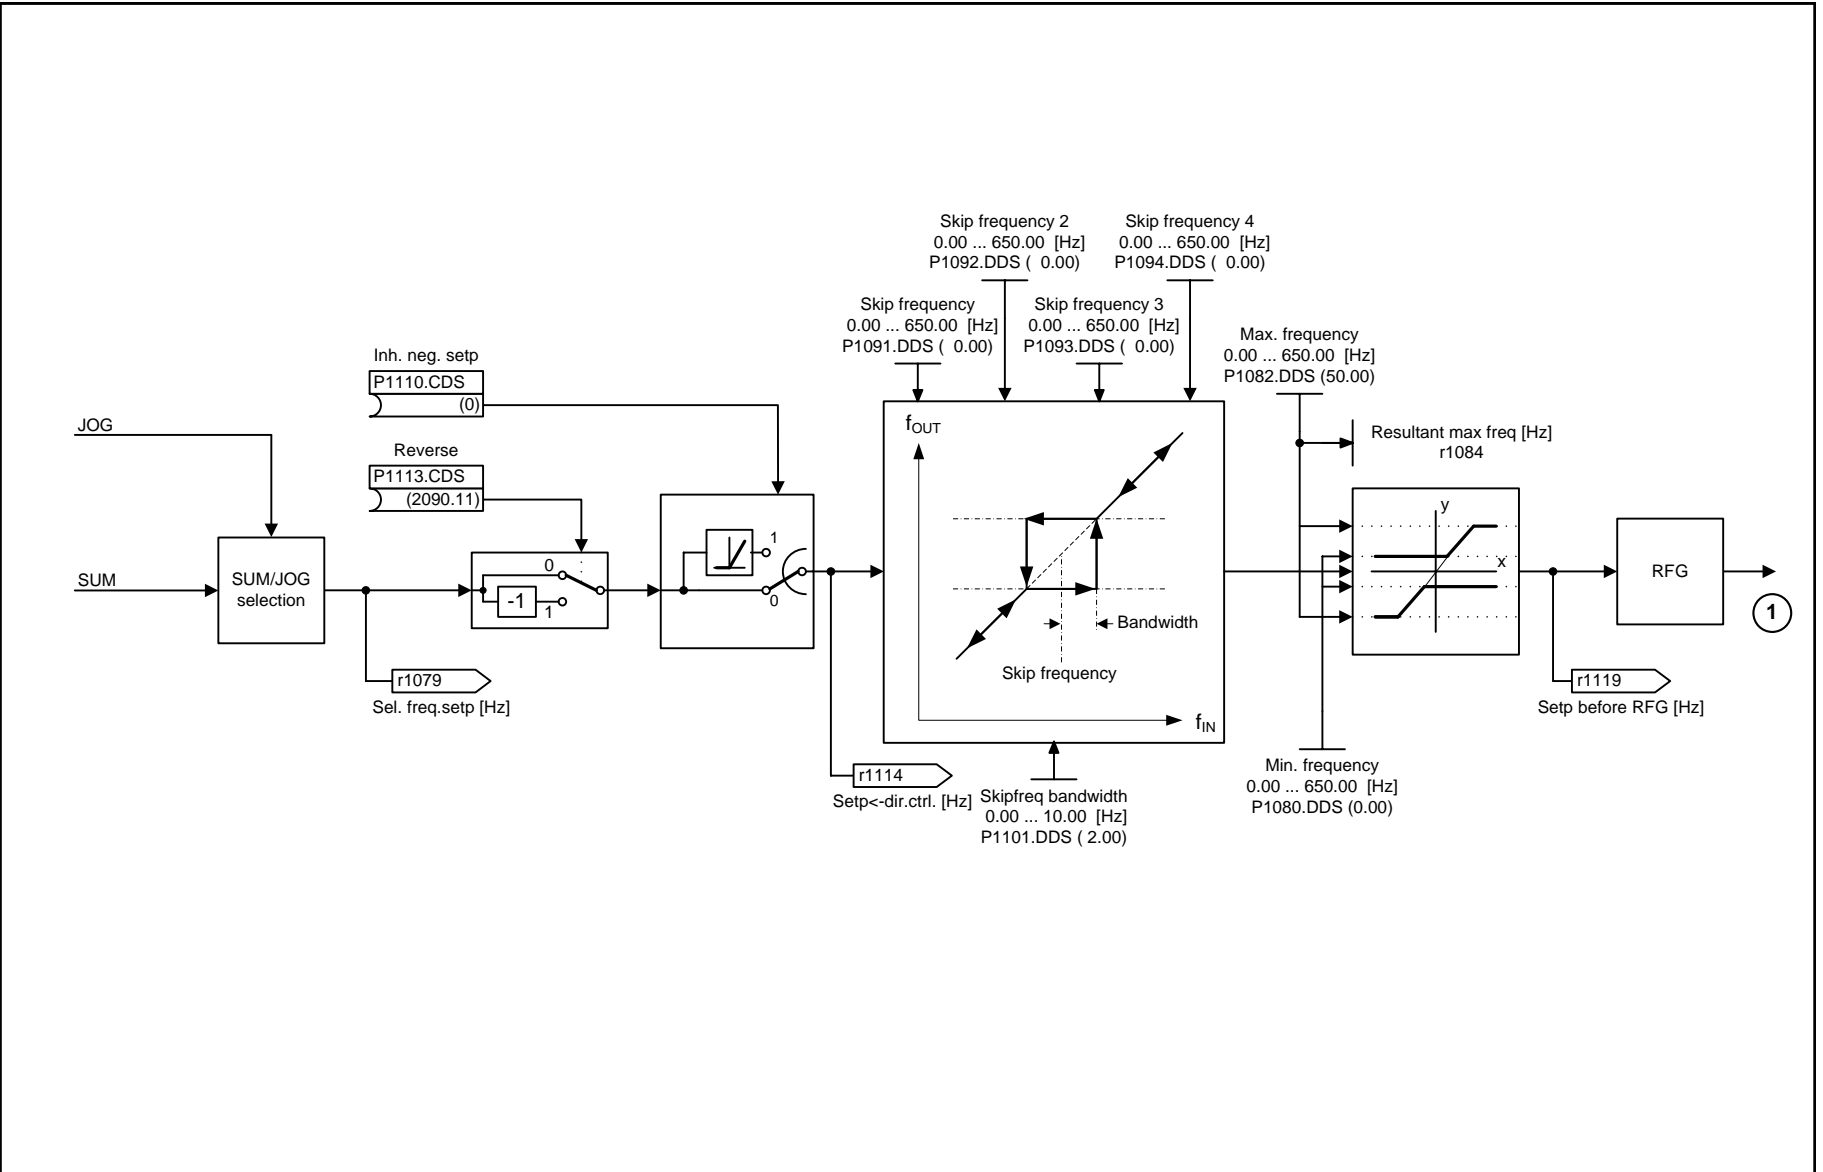 Skip frequency 2
0.00 ... 650.00 [Hz]
P1092.DDS ( 0.00)
Skip frequency 4
0.00 ... 650.00 [Hz]
P1094.DDS ( 0.00)
Skip frequency
0.00 ... 650.00 [Hz]
P1091.DDS ( 0.00)
Skip frequency 3
0.00 ... 650.00 [Hz]
P1093.DDS ( 0.00)
Max. frequency
0.00 ... 650.00 [Hz]
P1082.DDS (50.00)
Inh. neg. setp
P1110.CDS
(0)
JOG
Reverse
P1113.CDS
(2090.11)
fOUT
Resultant max freq [Hz]
r1084
SUM
SUM/JOG
selection
0
-1
1
1
0
Bandwidth
Skip frequency
fIN
y
x
RFG
1
r1079
Sel. freq.setp [Hz]
r1119
Setp before RFG [Hz]
r1114
Setp<-dir.ctrl. [Hz]
Skipfreq bandwidth
0.00 ... 10.00 [Hz]
P1101.DDS ( 2.00)
Min. frequency
0.00 ... 650.00 [Hz]
P1080.DDS (0.00)